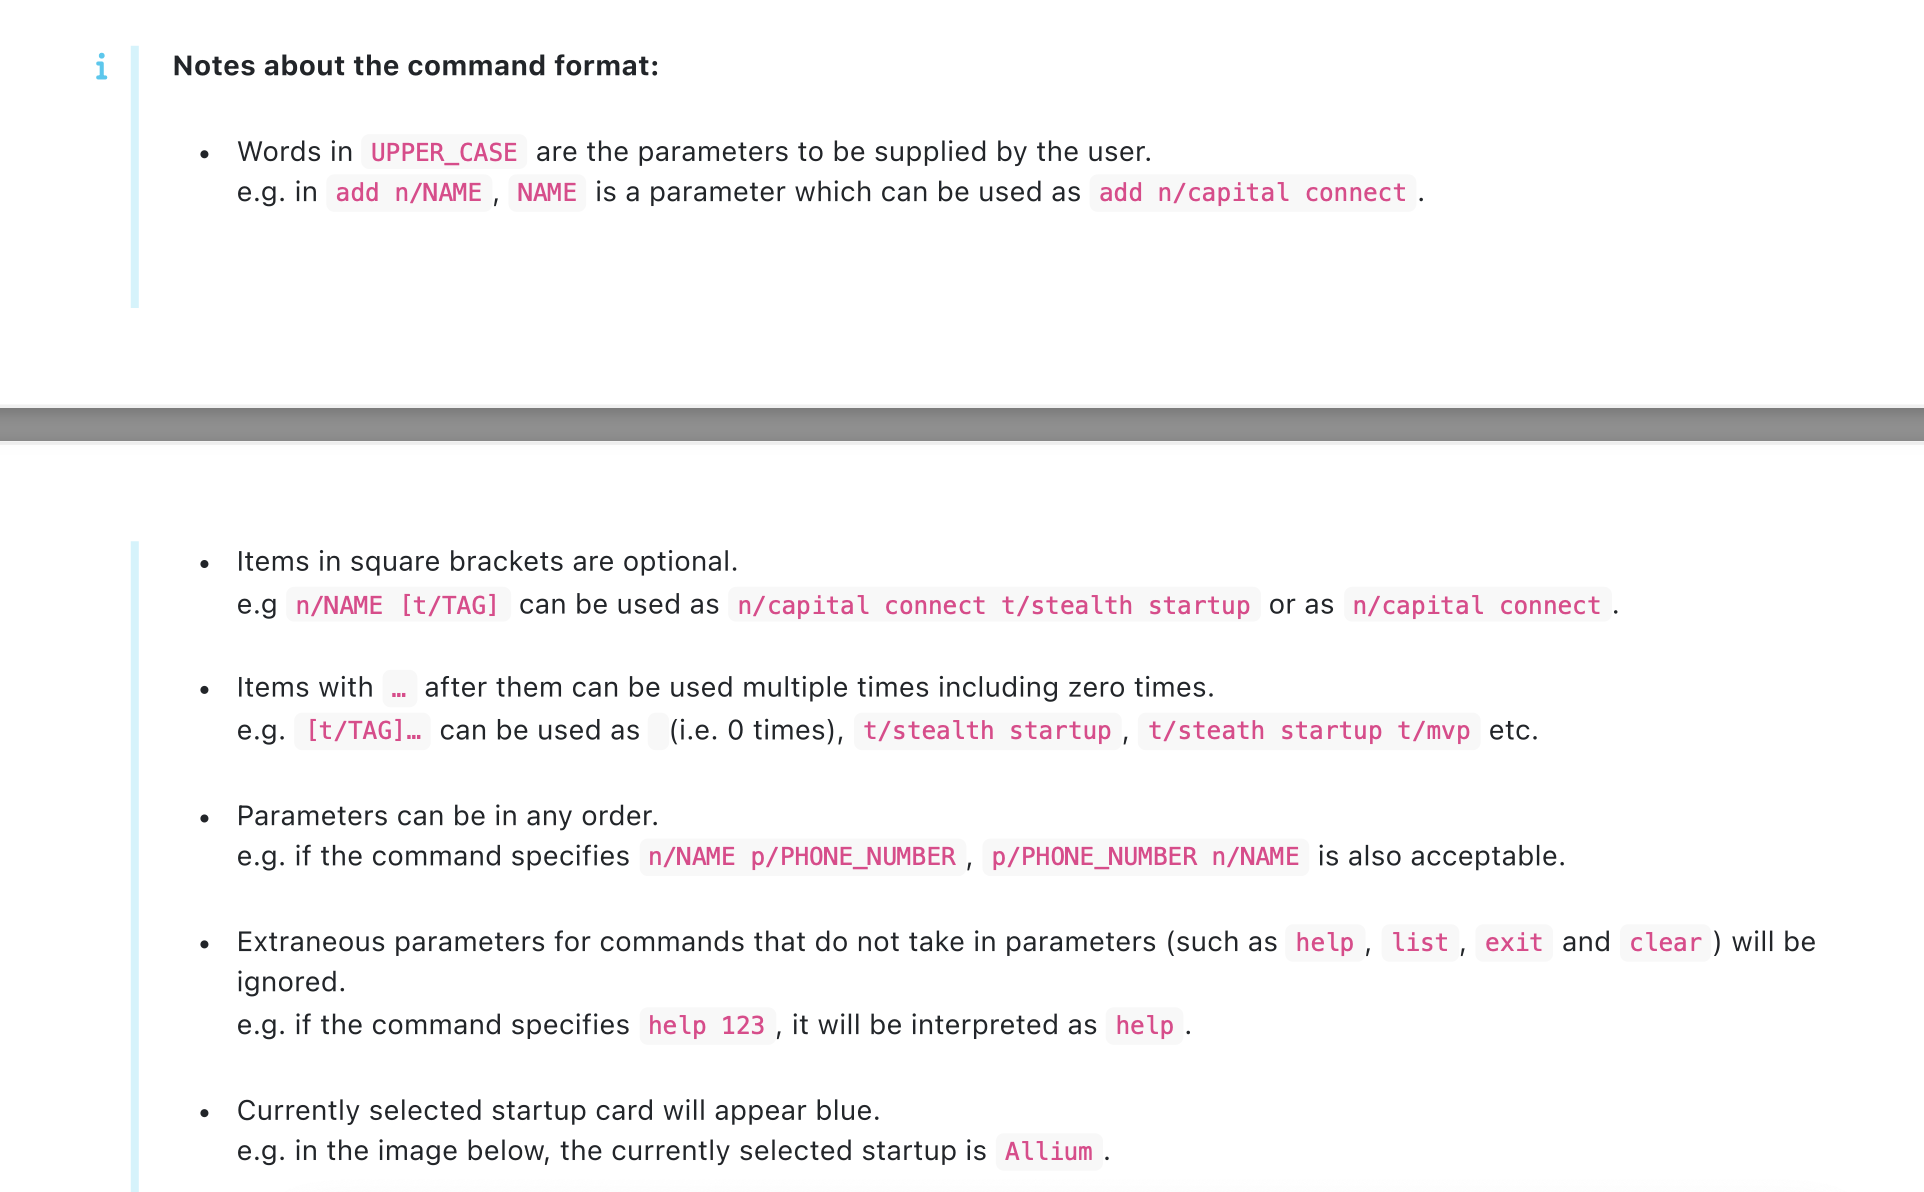 i Notes about the command format:
• Words in UPPER_CASE are the parameters to be supplied by the user.
e.g. in add n/NAME, NAME is a parameter which can be used as add n/capital connect.
• Items in square brackets are optional.
e.g n/NAME [t/TAG] can be used as n/capital connect t/stealth startup or as n/capital connect.
• Items with … after them can be used multiple times including zero times.
e.g. [t/TAG]… can be used as (i.e. 0 times), t/stealth startup, t/steath startup t/mvp etc.
• Parameters can be in any order.
e.g. if the command specifies n/NAME p/PHONE_NUMBER, p/PHONE_NUMBER n/NAME is also acceptable.
• Extraneous parameters for commands that do not take in parameters (such as help, list, exit and clear) will be
ignored.
e.g. if the command specifies help 123, it will be interpreted as help.
• Currently selected startup card will appear blue.
e.g. in the image below, the currently selected startup is Allium.